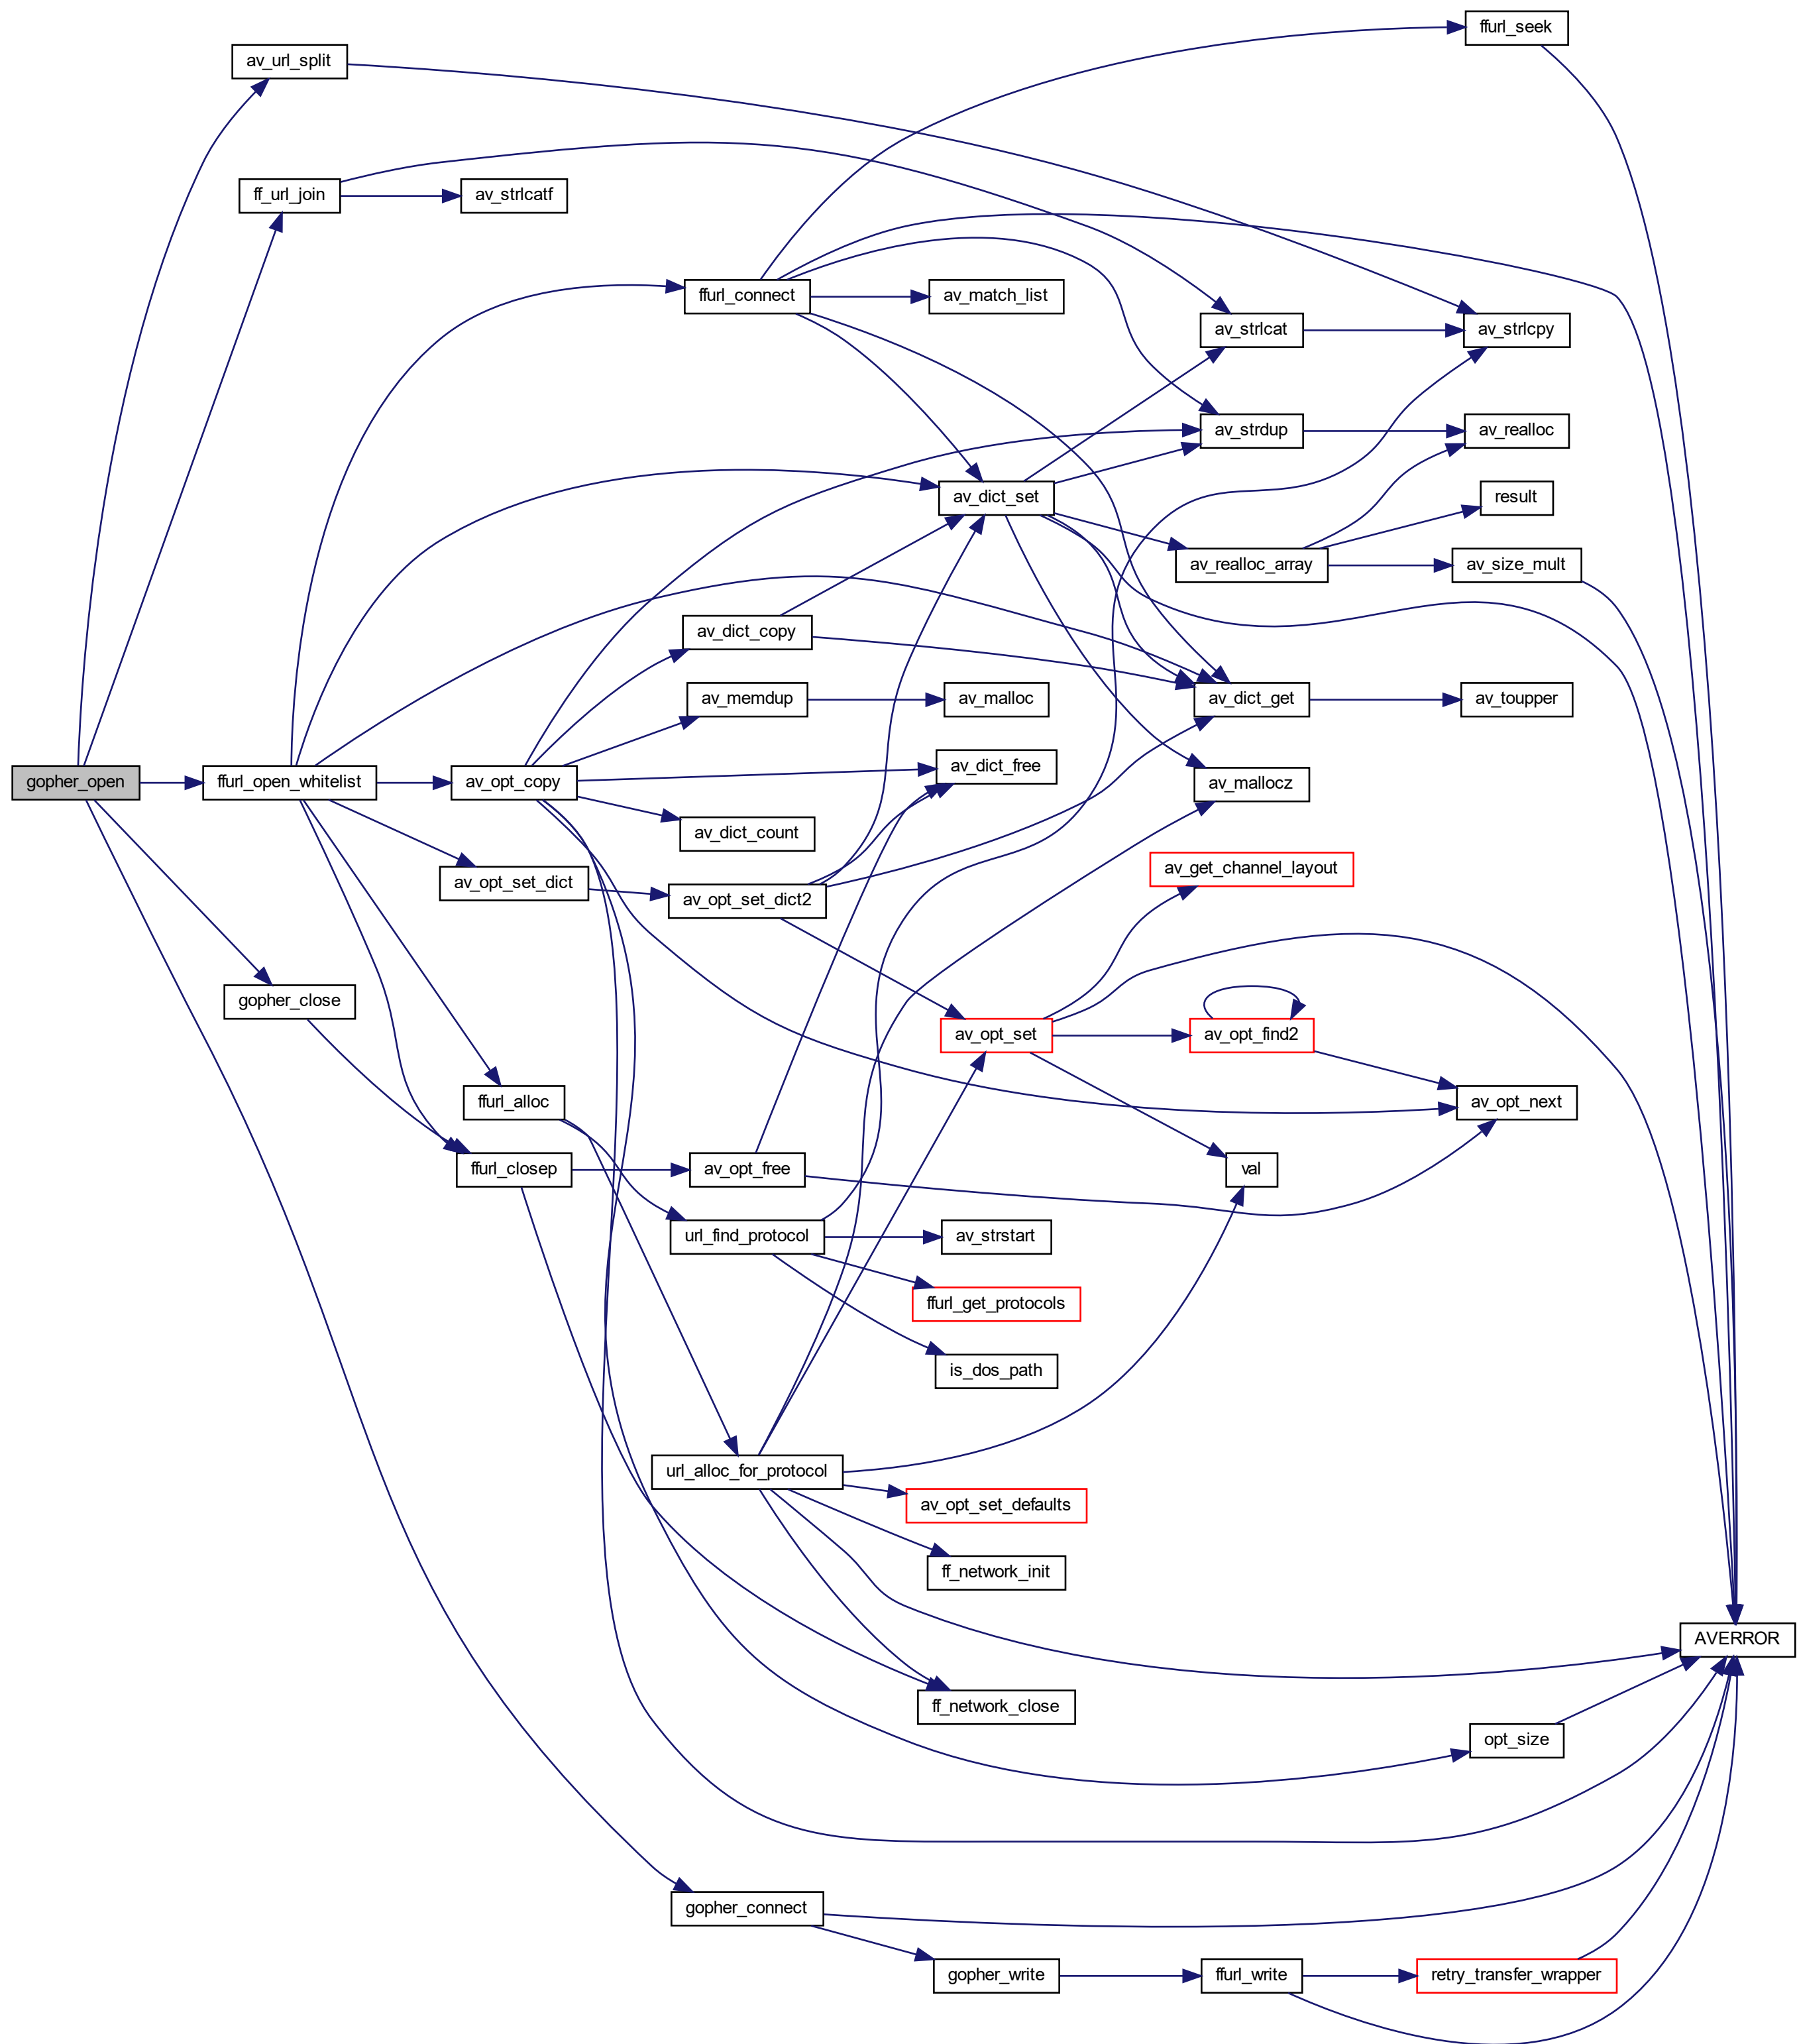 ffurl_seek
av_url_split
av_strlcatf
ff_url_join
ffurl_connect
av_match_list
av_strlcat
av_strlcpy
av_strdup
av_realloc
av_dict_set
result
av_realloc_array
av_size_mult
av_dict_copy
av_memdup
av_malloc
av_dict_get
av_toupper
gopher_open
ffurl_open_whitelist
av_opt_copy
av_dict_free
av_mallocz
av_dict_count
av_opt_set_dict
av_opt_set_dict2
av_get_channel_layout
gopher_close
av_opt_set
av_opt_find2
ffurl_alloc
av_opt_next
ffurl_closep
av_opt_free
val
url_find_protocol
av_strstart
ffurl_get_protocols
is_dos_path
url_alloc_for_protocol
av_opt_set_defaults
ff_network_init
AVERROR
ff_network_close
opt_size
gopher_connect
gopher_write
ffurl_write
retry_transfer_wrapper